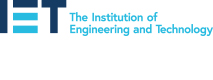 IET The Institution of
Engineering and Technology